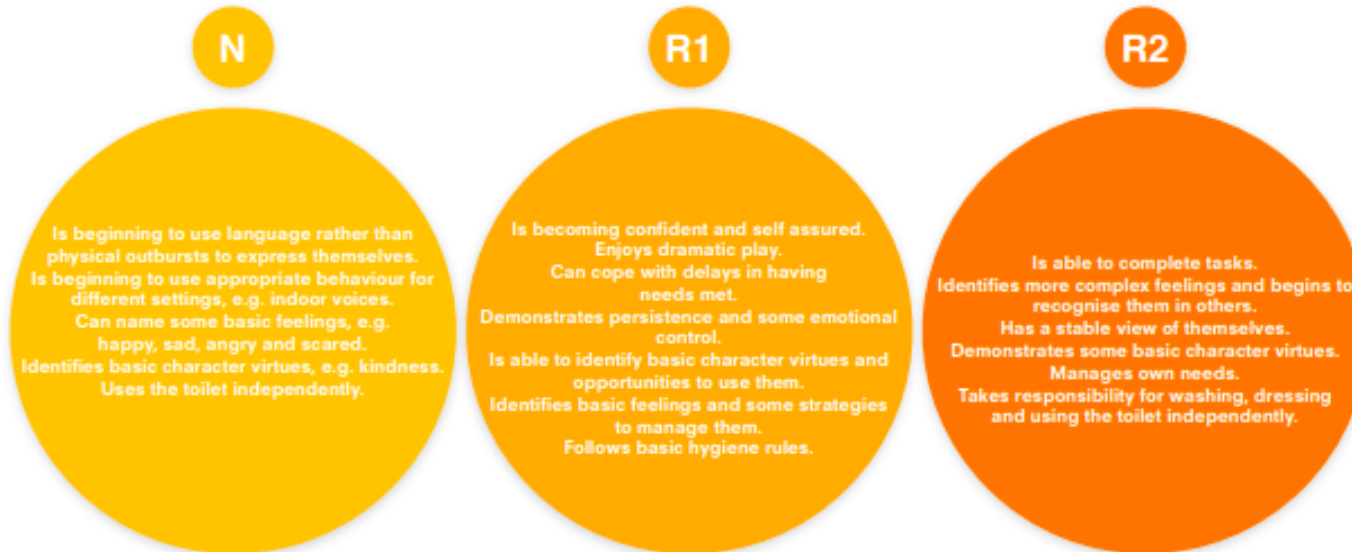 N
Is beginning to use language rather than
physical outbursts to express themselves.
Is beginning to use appropriate behaviour for
different settings, e.g. indoor voices.
Can name some basic feelings, e.g.
happy, sad, angry and scared.
Identifies basic character virtues, e.g. kindness.
Uses the toilet independently.
R1
Is becoming confident and self assured.
Enjoys dramatic play.
Can cope with delays in having
needs met.
Demonstrates persistence and some emotional
control.
Is able to identify basic character virtues and
opportunities to use them.
Identifies basic feelings and some strategies
to manage them.
Follows basic hygiene rules.
R2
Is able to complete tasks.
Identifies more complex feelings and begins to
recognise them in others.
Has a stable view of themselves.
Demonstrates some basic character virtues.
Manages own needs.
Takes responsibility for washing, dressing
and using the toilet independently.